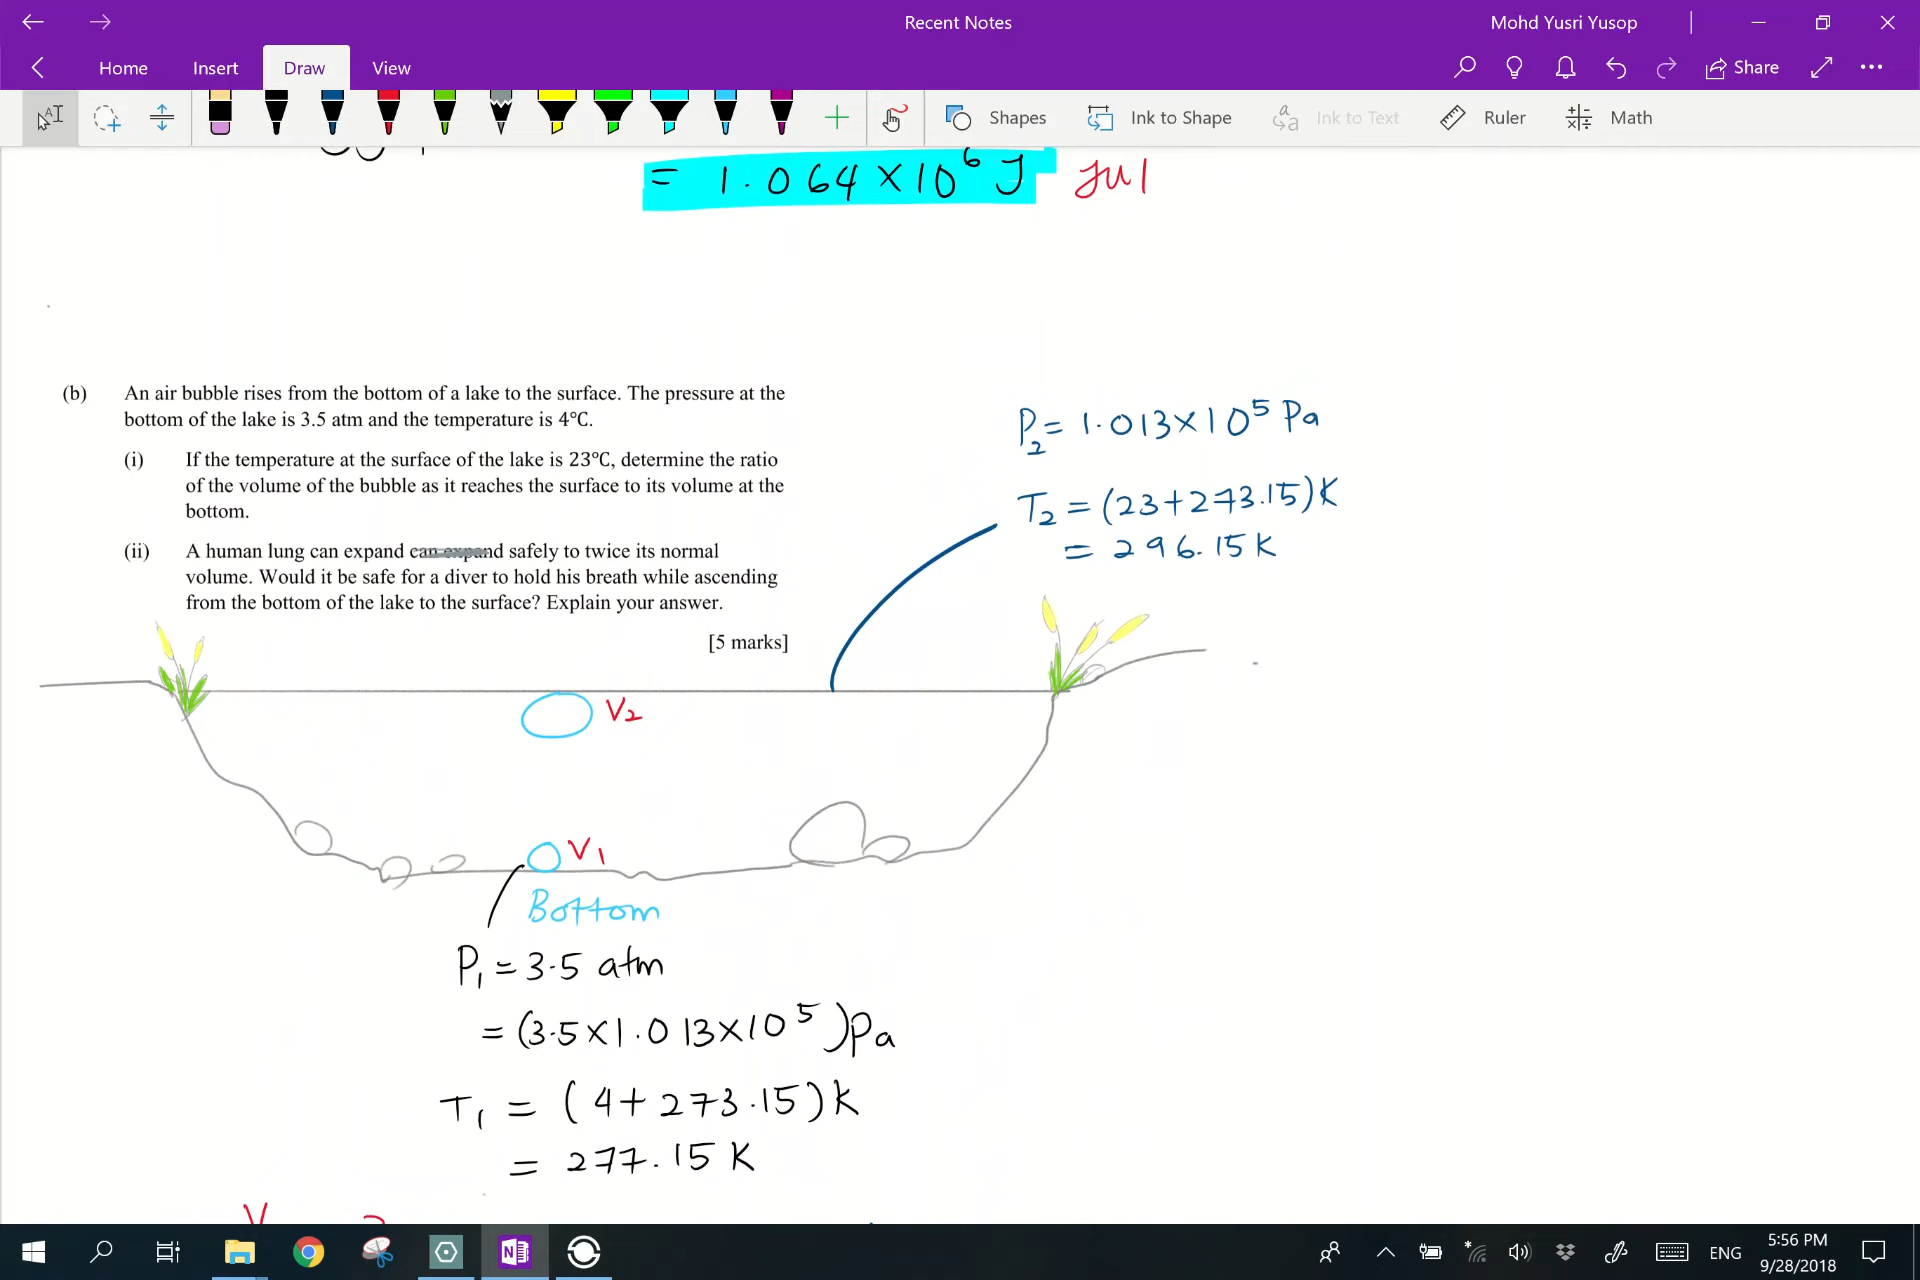 Recent Notes
Mohd Yusri Yusop
Home Insert Draw View
Share
Shapes Ink to Shape Ink to Text Ruler Math
= 1.064 × 10⁶ J Jul
(b) An air bubble rises from the bottom of a lake to the surface. The pressure at the
bottom of the lake is 3.5 atm and the temperature is 4°C.
(i) If the temperature at the surface of the lake is 23°C, determine the ratio
of the volume of the bubble as it reaches the surface to its volume at the
bottom.
(ii) A human lung can expand can expand safely to twice its normal
volume. Would it be safe for a diver to hold his breath while ascending
from the bottom of the lake to the surface? Explain your answer.
[5 marks]
P₂ = 1.013 × 10⁵ Pa
T₂ = (23+273.15)K
= 296.15 K
V₂
V₁
Bottom
P₁ = 3.5 atm
= (3.5 × 1.013 × 10⁵) Pa
T₁ = (4 + 273.15) K
= 277.15 K
ENG
5:56 PM
9/28/2018